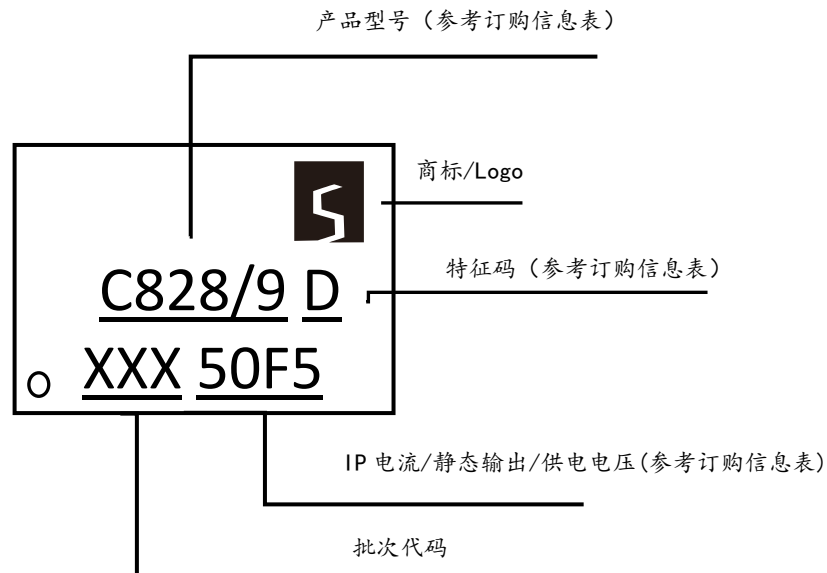 产品型号（参考订购信息表）
商标/Logo
C828/9 D
特征码（参考订购信息表）
XXX 50F5
IP 电流/静态输出/供电电压(参考订购信息表)
批次代码